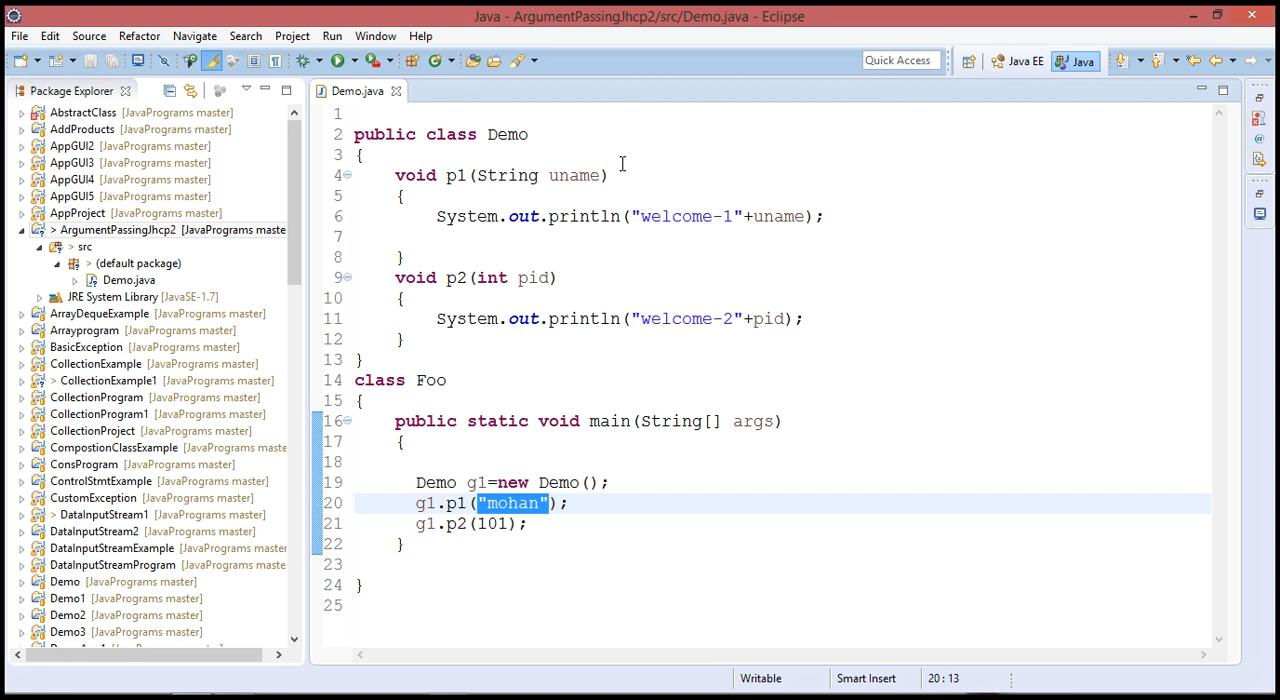 Java - ArgumentPassingJhcp2/src/Demo.java - Eclipse
File Edit Source Refactor Navigate Search Project Run Window Help
Quick Access Java EE Java
Package Explorer
AbstractClass [JavaPrograms master]
AddProducts [JavaPrograms master]
AppGUI2 [JavaPrograms master]
AppGUI3 [JavaPrograms master]
AppGUI4 [JavaPrograms master]
AppGUI5 [JavaPrograms master]
AppProject [JavaPrograms master]
> ArgumentPassingJhcp2 [JavaPrograms maste
> src
> (default package)
Demo.java
JRE System Library [JavaSE-1.7]
ArrayDequeExample [JavaPrograms master]
Arrayprogram [JavaPrograms master]
BasicException [JavaPrograms master]
CollectionExample [JavaPrograms master]
> CollectionExample1 [JavaPrograms master]
CollectionProgram [JavaPrograms master]
CollectionProgram1 [JavaPrograms master]
CollectionProject [JavaPrograms master]
CompostionClassExample [JavaPrograms maste
ConsProgram [JavaPrograms master]
ControlStmtExample [JavaPrograms master]
CustomException [JavaPrograms master]
> DataInputStream1 [JavaPrograms master]
DataInputStream2 [JavaPrograms master]
DataInputStreamExample [JavaPrograms master
DataInputStreamProgram [JavaPrograms master
Demo [JavaPrograms master]
Demo1 [JavaPrograms master]
Demo2 [JavaPrograms master]
Demo3 [JavaPrograms master]
Demo.java
1
2 public class Demo
3 {
4 void p1(String uname)
5 {
6 System.out.println("welcome-1"+uname);
7
8 }
9 void p2(int pid)
10 {
11 System.out.println("welcome-2"+pid);
12 }
13 }
14 class Foo
15 {
16 public static void main(String[] args)
17 {
18
19 Demo g1=new Demo();
20 g1.p1("mohan");
21 g1.p2(101);
22 }
23
24 }
25
Writable Smart Insert 20 : 13